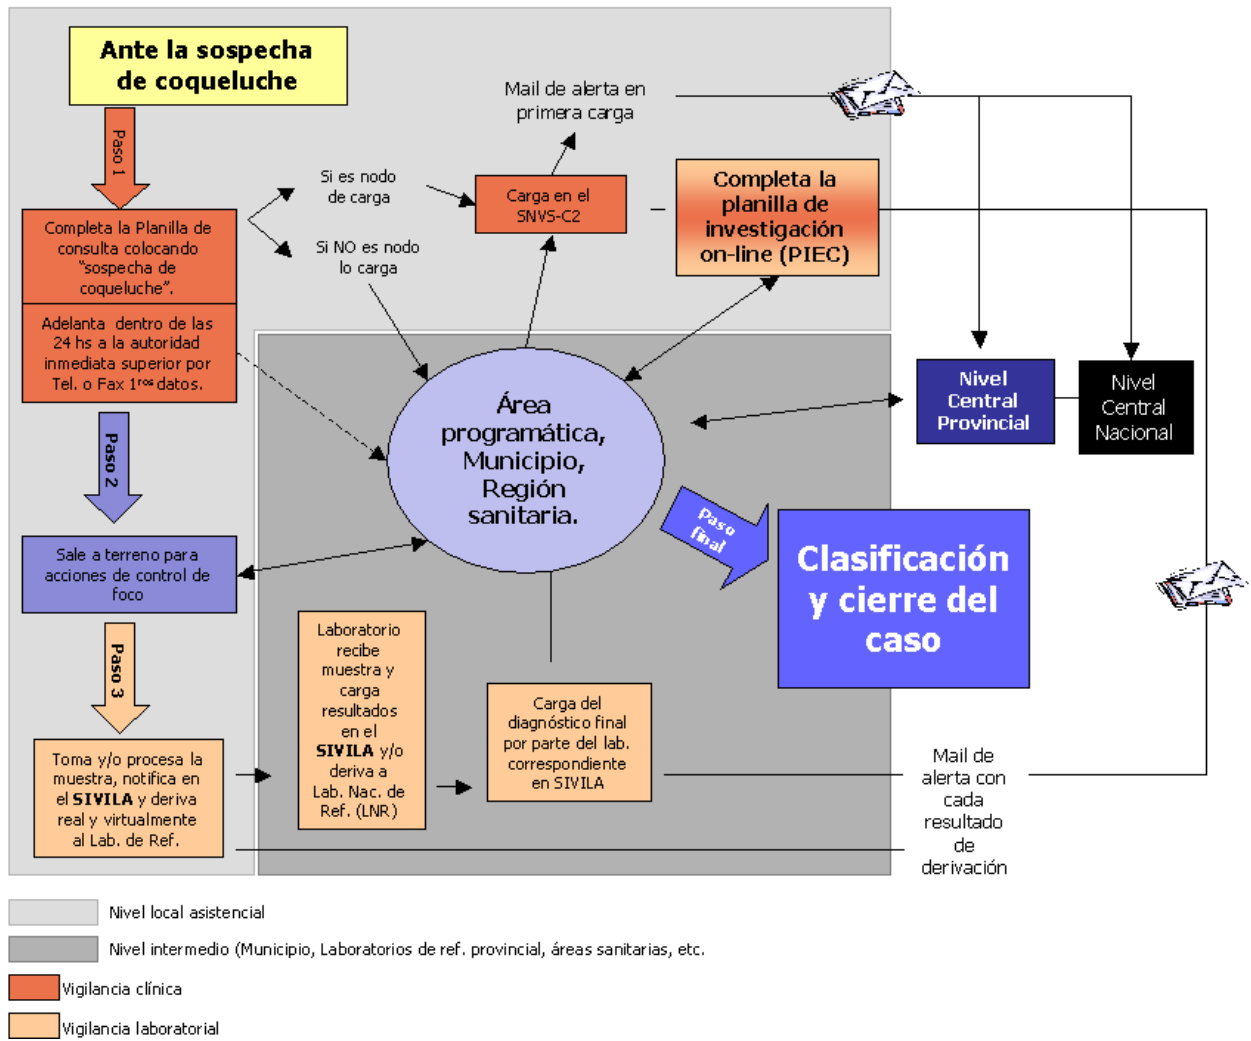 Ante la sospecha
de coqueluche
Paso 1
Completa la Planilla de
consulta colocando
“sospecha de
coqueluche”.
Adelanta dentro de las
24 hs a la autoridad
inmediata superior por
Tel. o Fax 1ros datos.
Si es nodo
de carga
Si NO es nodo
lo carga
Mail de alerta en
primera carga
Carga en el
SNVS-C2
Completa la
planilla de
investigación
on-line (PIEC)
Paso 2
Sale a terreno para
acciones de control de
foco
Área
programática,
Municipio,
Región
sanitaria.
Nivel
Central
Provincial
Nivel
Central
Nacional
Paso
final
Clasificación
y cierre del
caso
Paso 3
Toma y/o procesa la
muestra, notifica en
el SIVILA y deriva
real y virtualmente
al Lab. de Ref.
Laboratorio
recibe
muestra y
carga
resultados
en el
SIVILA y/o
deriva a
Lab. Nac. de
Ref. (LNR)
Carga del
diagnóstico final
por parte del lab.
correspondiente
en SIVILA
Mail de
alerta con
cada
resultado
de
derivación
Nivel local asistencial
Nivel intermedio (Municipio, Laboratorios de ref. provincial, áreas sanitarias, etc.
Vigilancia clínica
Vigilancia laboratorial